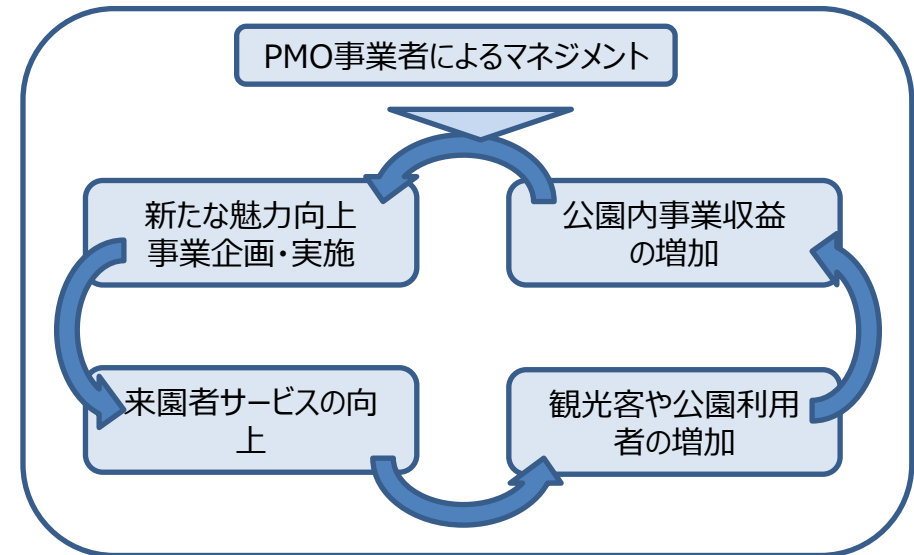 PMO事業者によるマネジメント
新たな魅力向上
事業企画・実施
公園内事業収益
の増加
来園者サービスの向
上
観光客や公園利用
者の増加